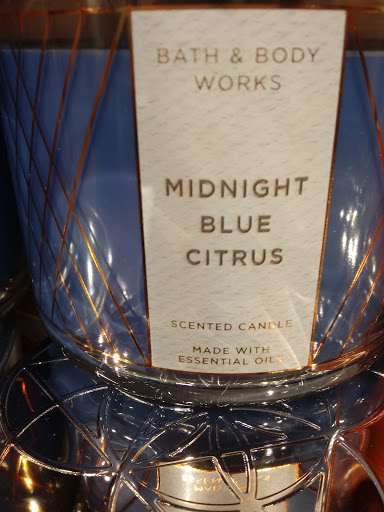 BATH & BODY
WORKS
MIDNIGHT
BLUE
CITRUS
SCENTED CANDLE
MADE WITH
ESSENTIAL OILS